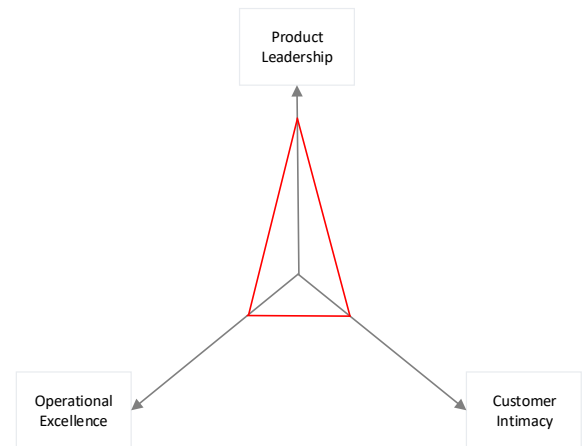 Product
Leadership
Operational
Excellence
Customer
Intimacy